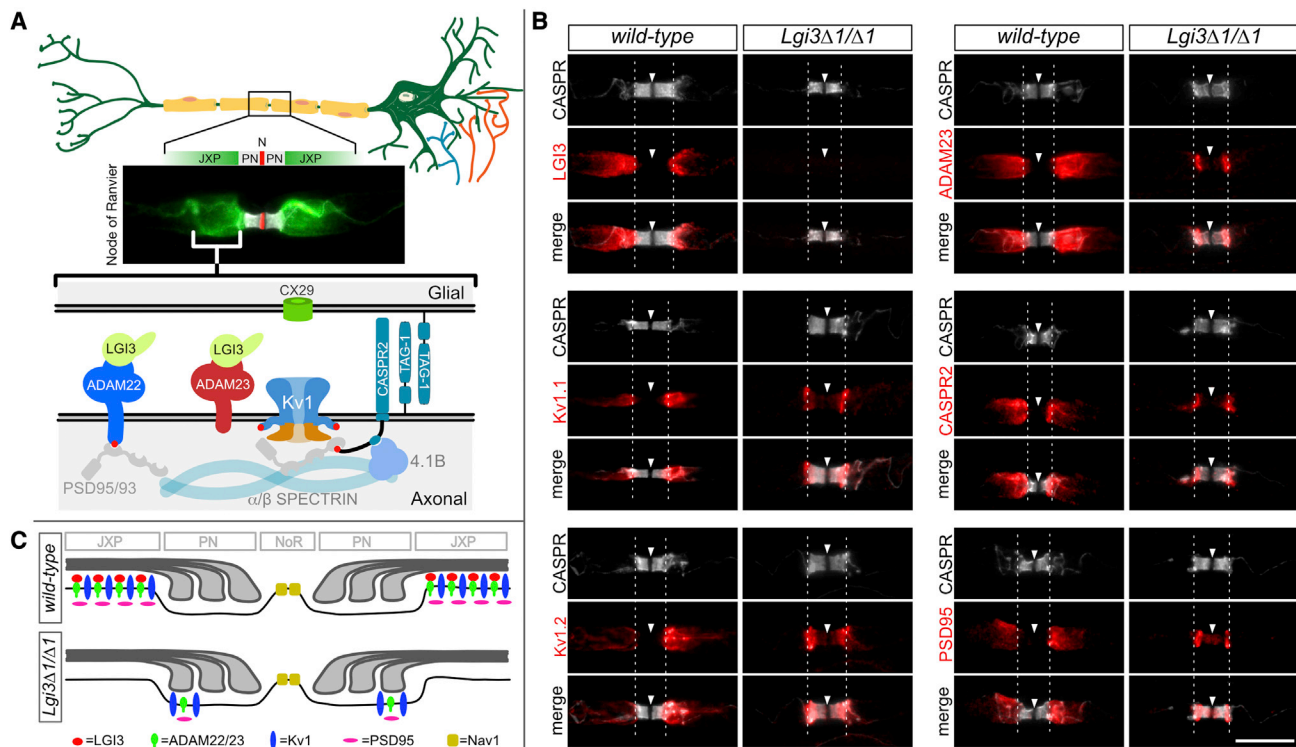 A
N
JXP PN PN JXP
Node of Ranvier
CX29
Glial
LGI3
ADAM22
LGI3
ADAM23
Kv1
CASPR2
TAG-1
TAG-1
4.1B
PSD95/93
α/β SPECTRIN
Axonal
B
wild-type Lgi3Δ1/Δ1 wild-type Lgi3Δ1/Δ1
CASPR
LGI3
merge
CASPR
ADAM23
merge
CASPR
Kv1.1
merge
CASPR
CASPR2
merge
CASPR
Kv1.2
merge
CASPR
PSD95
merge
C
JXP PN NoR PN JXP
wild-type
Lgi3Δ1/Δ1
=LGI3 =ADAM22/23 =Kv1 =PSD95 =Nav1